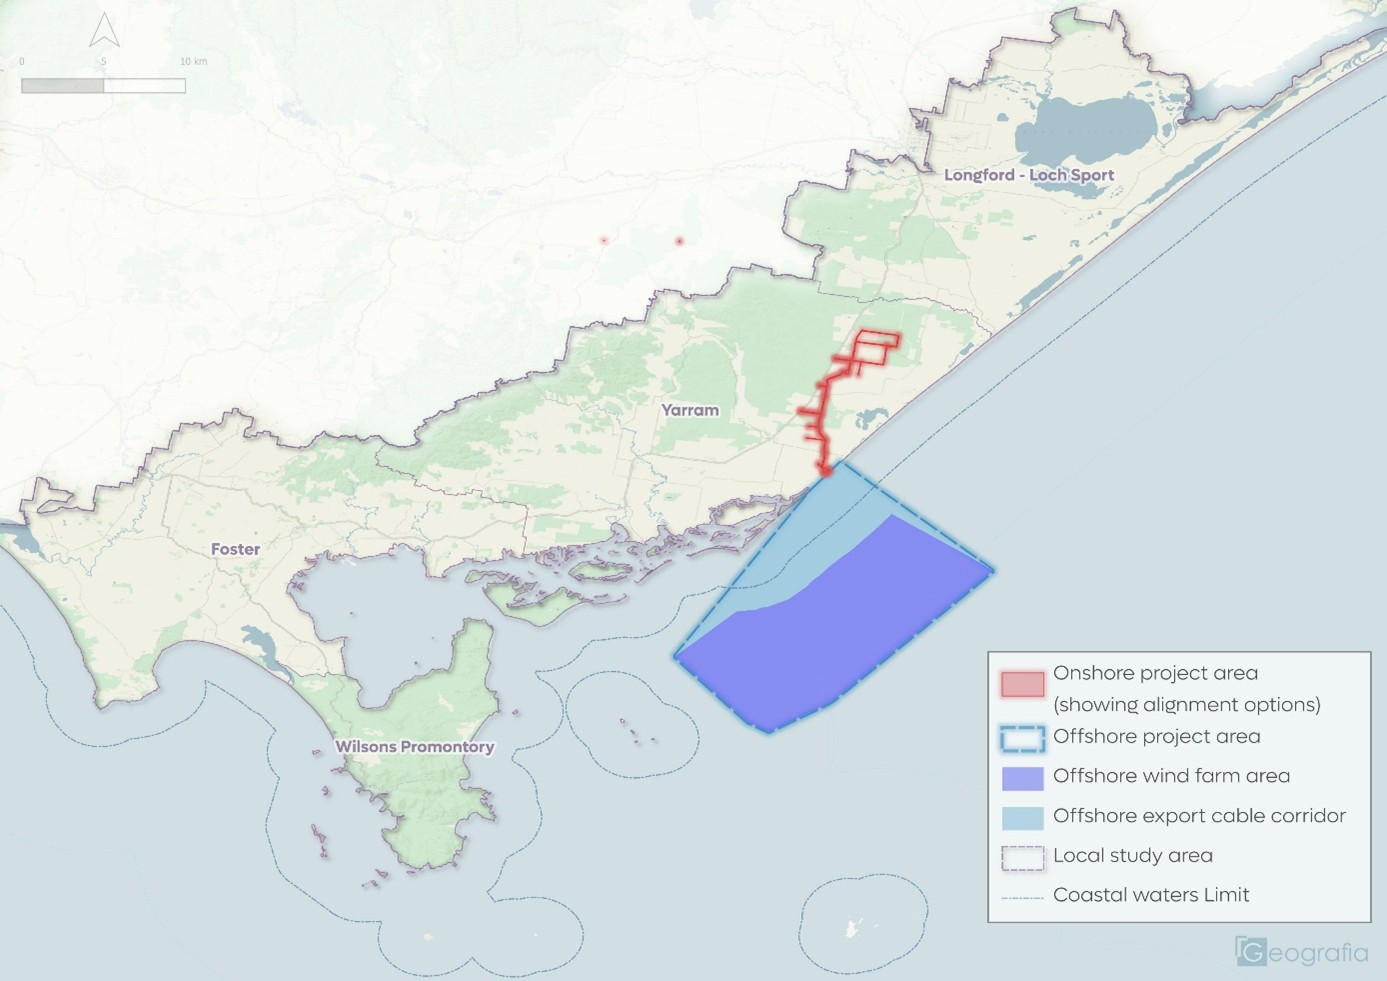 0 5 10 km
Longford - Loch Sport
Yarram
Foster
Wilsons Promontory
Onshore project area
(showing alignment options)
Offshore project area
Offshore wind farm area
Offshore export cable corridor
Local study area
Coastal waters Limit
Geografia